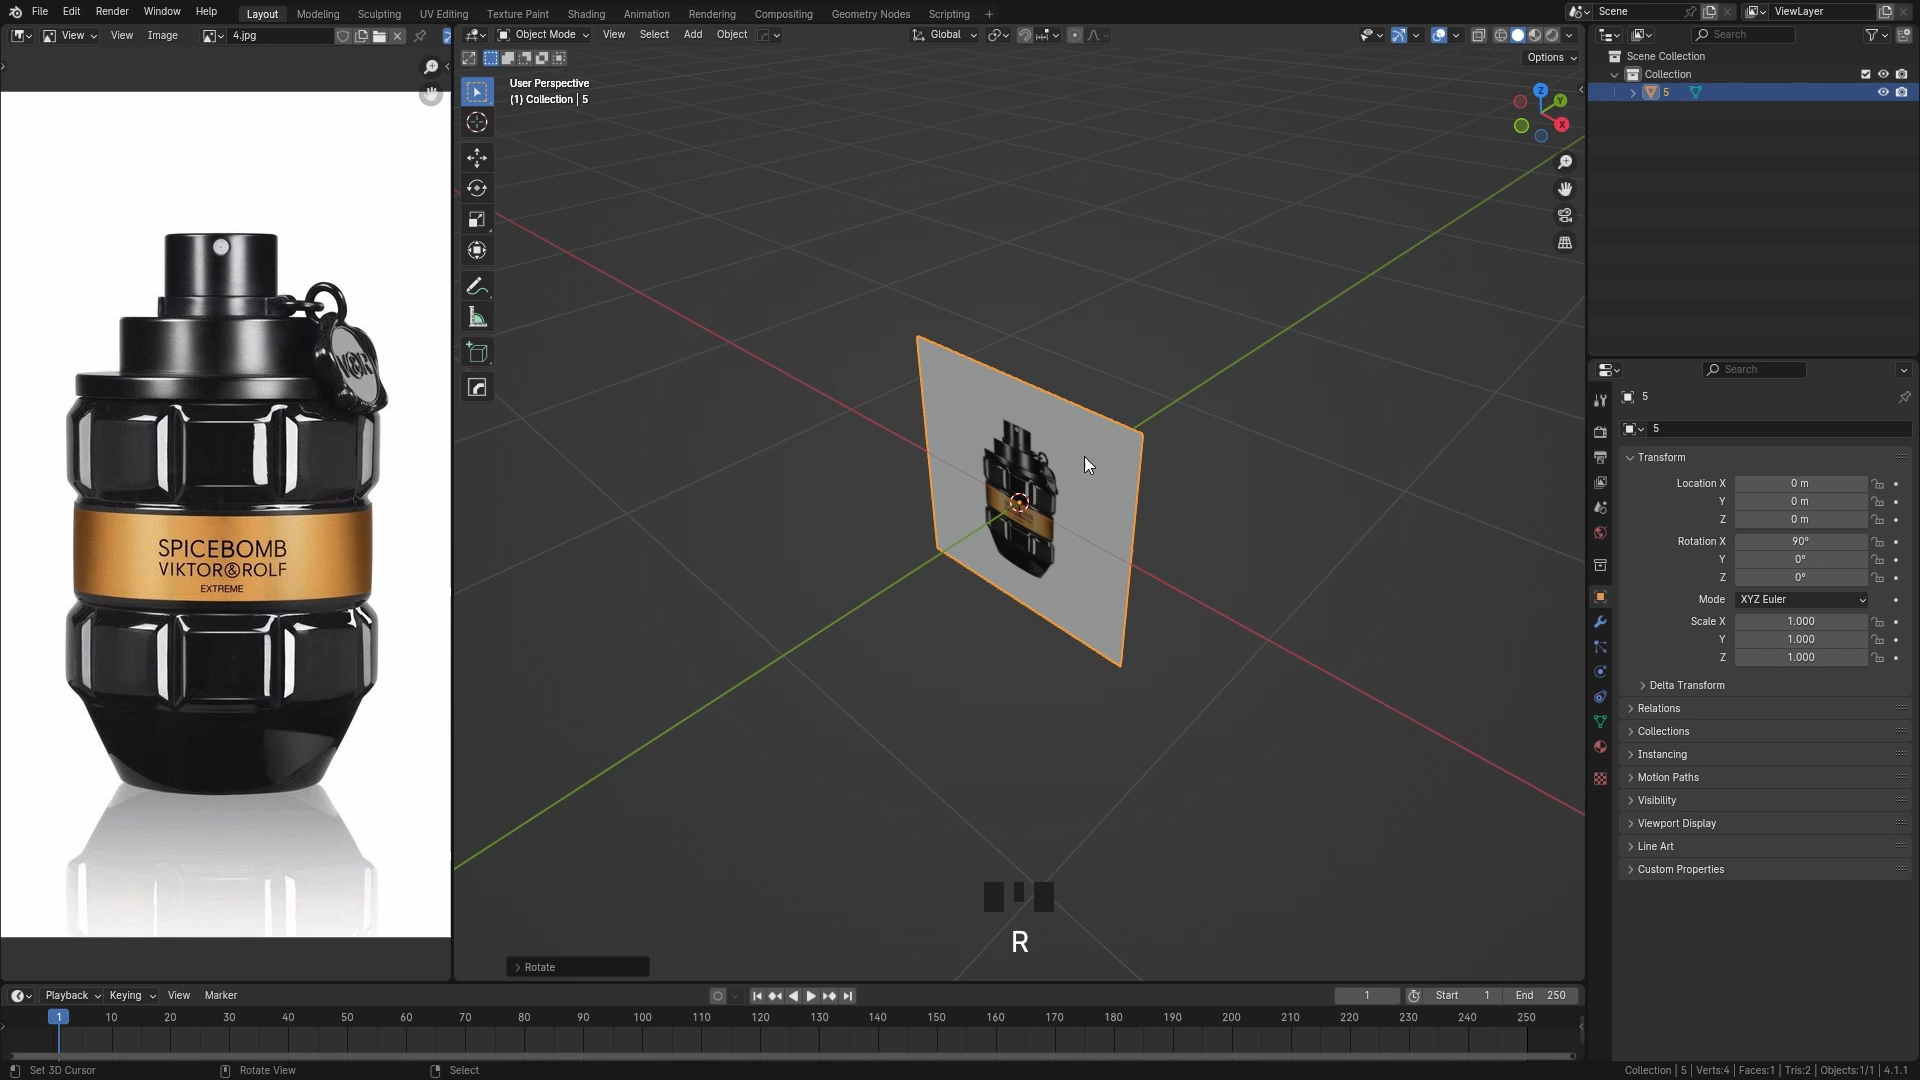 File Edit Render Window Help
Layout Modeling Sculpting UV Editing Texture Paint Shading Animation Rendering Compositing Geometry Nodes Scripting
Scene
ViewLayer
View View Image 4.jpg
Object Mode View Select Add Object
Global
Options
Search
User Perspective
(1) Collection | 5
Z
Y
X
Scene Collection
Collection
5
Search
5
5
Transform
Location X 0 m
Y 0 m
Z 0 m
Rotation X 90°
Y 0°
Z 0°
Mode XYZ Euler
Scale X 1.000
Y 1.000
Z 1.000
Delta Transform
Relations
Collections
Instancing
Motion Paths
Visibility
Viewport Display
Line Art
Custom Properties
SPICEBOMB
VIKTOR&ROLF
EXTREME
R
Rotate
Playback Keying View Marker
1 Start 1 End 250
1 10 20 30 40 50 60 70 80 90 100 110 120 130 140 150 160 170 180 190 200 210 220 230 240 250
Set 3D Cursor Rotate View Select
Collection | 5 | Verts:4 | Faces:1 | Tris:2 | Objects:1/1 | 4.1.1